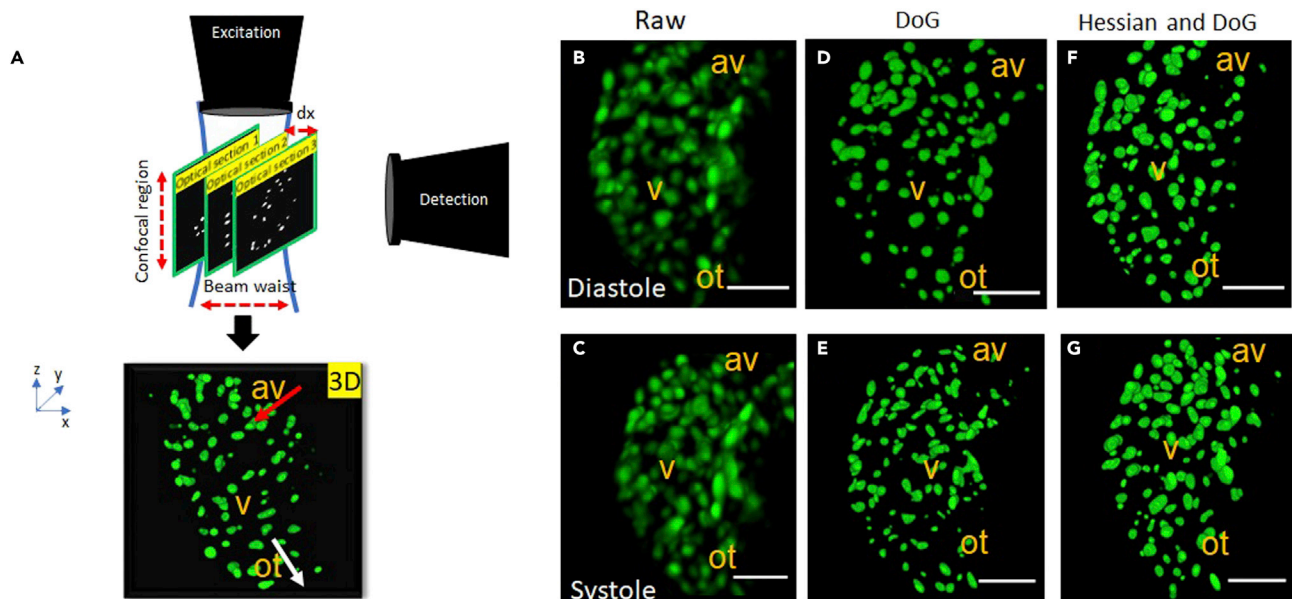 A
Excitation
dx
Optical section 1
Optical section 2
Optical section 3
Confocal region
Detection
Beam waist
z
y
x
3D
av
v
ot
Raw
DoG
Hessian and DoG
B
av
v
ot
Diastole
D
av
v
ot
F
av
v
ot
C
av
v
ot
Systole
E
av
v
ot
G
av
v
ot